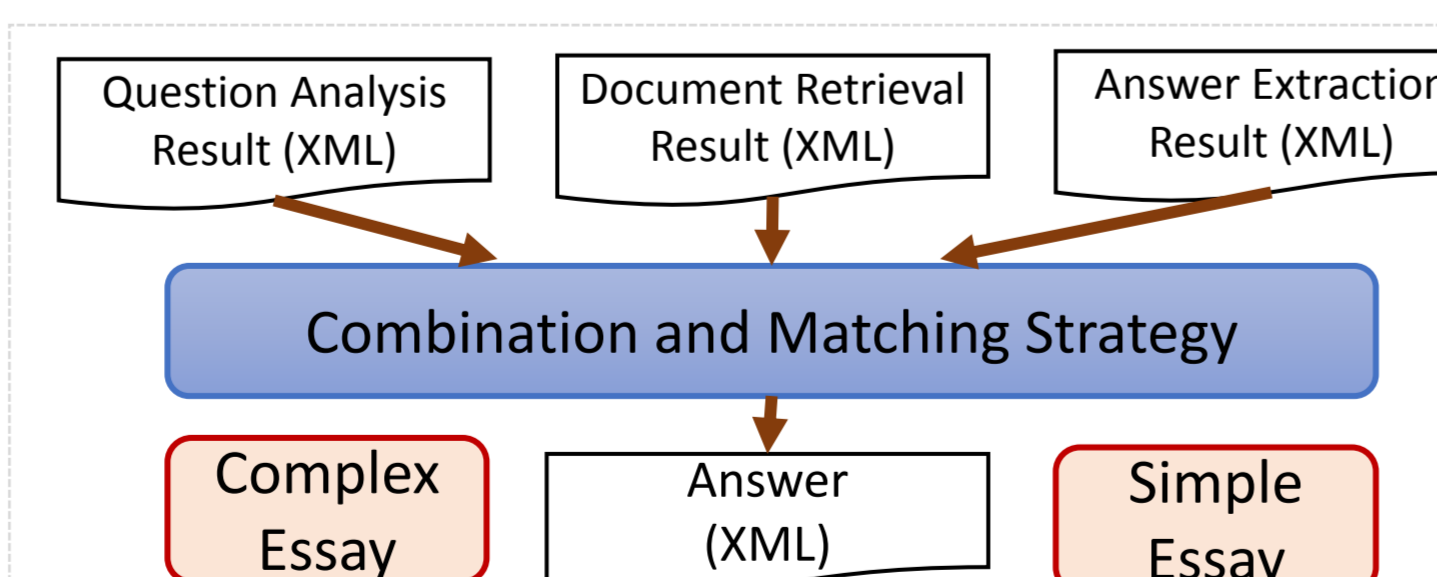 Question Analysis
Result (XML)
Document Retrieval
Result (XML)
Answer Extraction
Result (XML)
Combination and Matching Strategy
Complex
Essay
Answer
(XML)
Simple
Essay